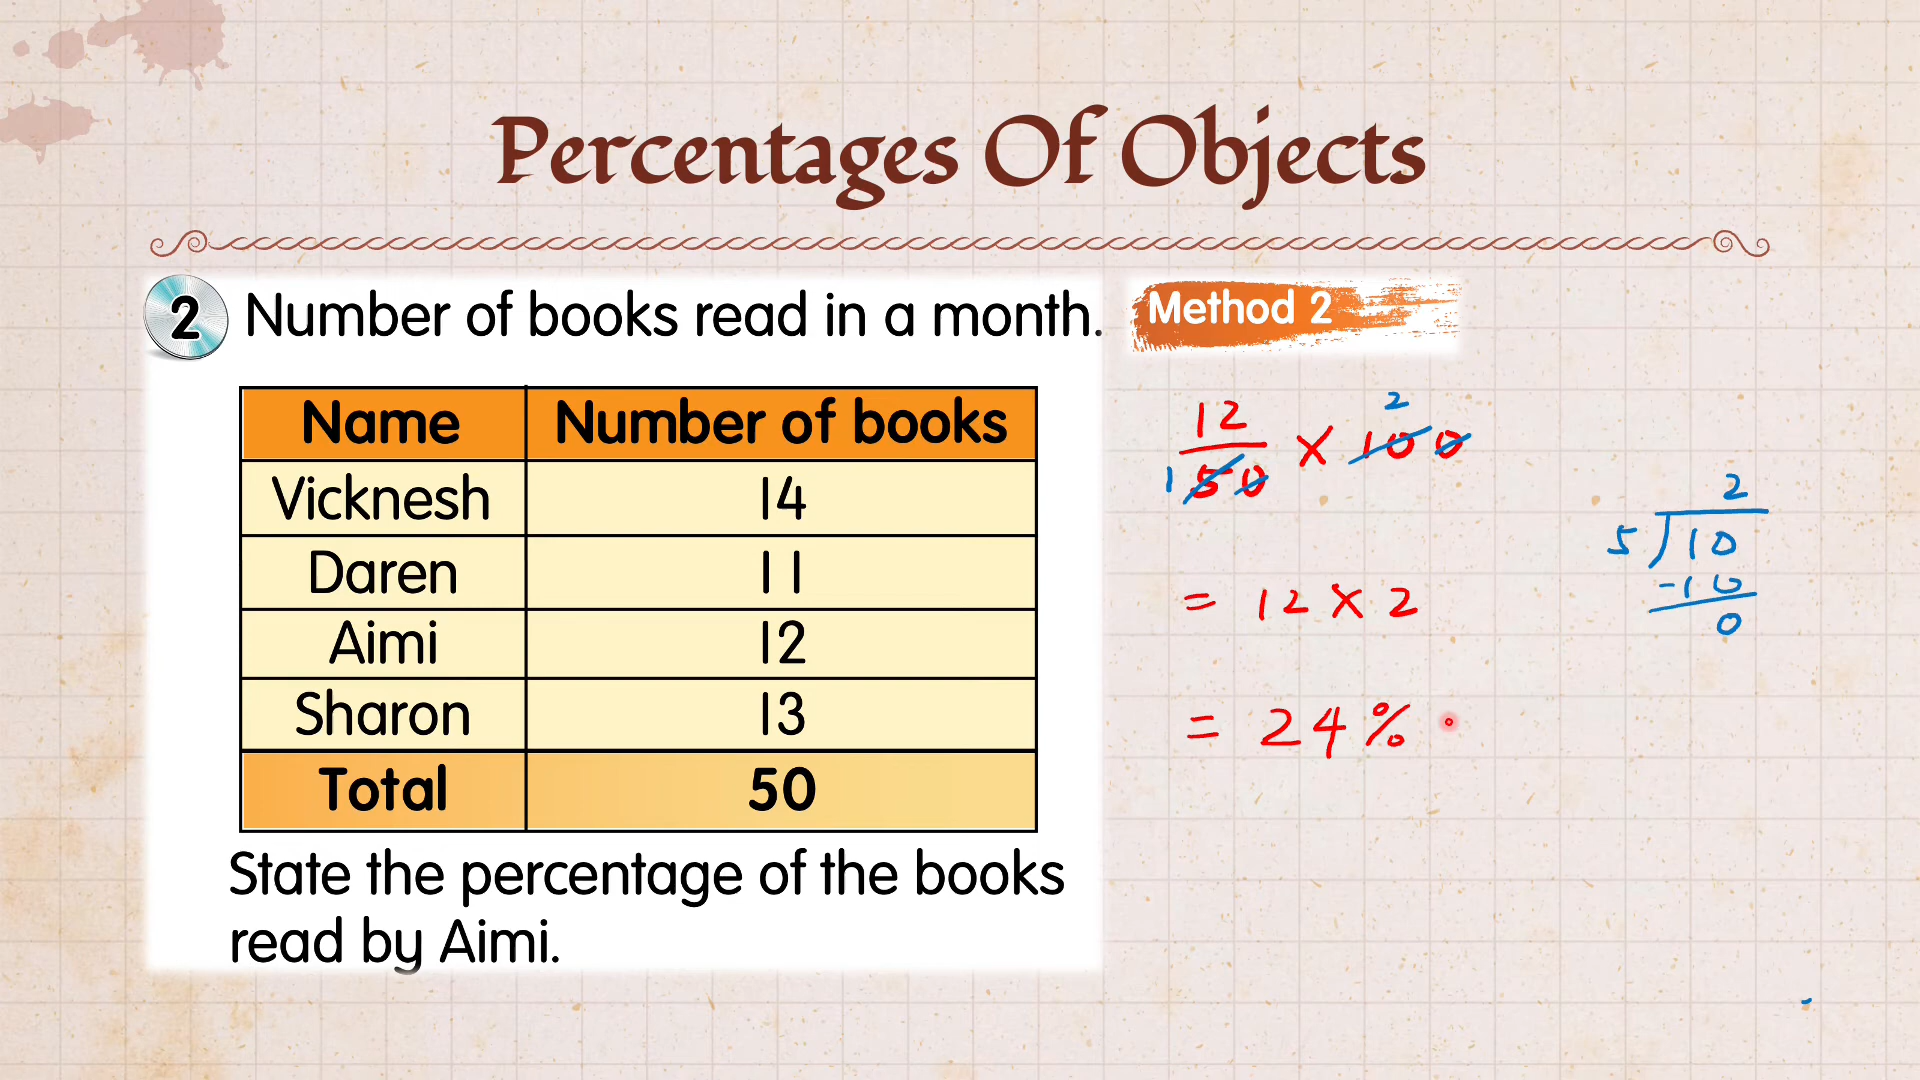 Percentages Of Objects
2 Number of books read in a month.
Name Number of books
Vicknesh 14
Daren 11
Aimi 12
Sharon 13
Total 50
State the percentage of the books
read by Aimi.
Method 2
2
12
× 100
1 50
= 12 × 2
= 24%
2
5 10
-10
0